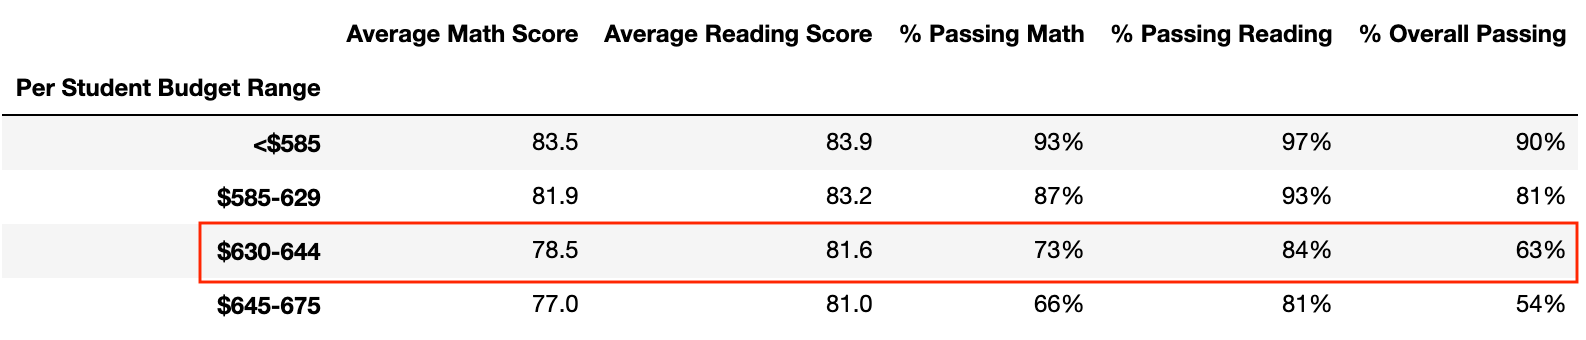 Average Math Score Average Reading Score % Passing Math % Passing Reading % Overall Passing
Per Student Budget Range
<$585 83.5 83.9 93% 97% 90%
$585-629 81.9 83.2 87% 93% 81%
$630-644 78.5 81.6 73% 84% 63%
$645-675 77.0 81.0 66% 81% 54%